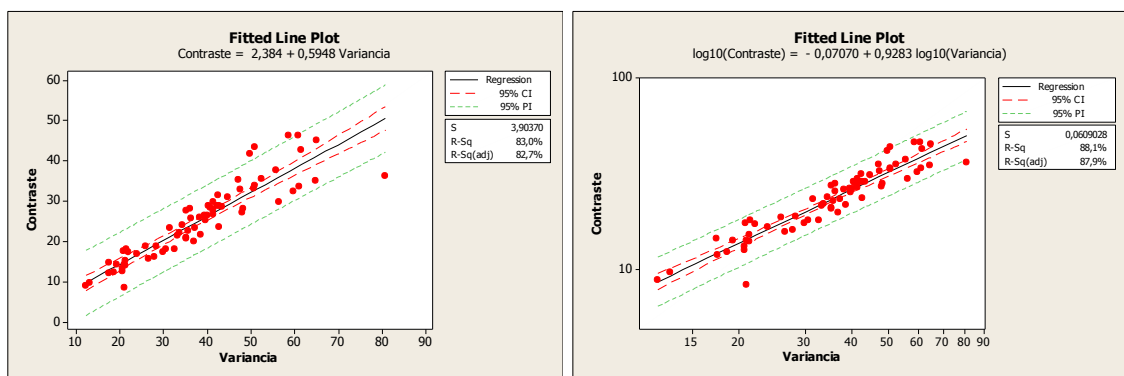 Fitted Line Plot
Contraste = 2,384 + 0,5948 Variancia
60
50
40
30
20
10
0
Contraste
10 20 30 40 50 60 70 80 90
Variancia
Regression
95% CI
95% PI
S 3,90370
R-Sq 83,0%
R-Sq(adj) 82,7%
Fitted Line Plot
log10(Contraste) = - 0,07070 + 0,9283 log10(Variancia)
100
10
Contraste
15 20 30 40 50 60 70 80 90
Variancia
Regression
95% CI
95% PI
S 0,0609028
R-Sq 88,1%
R-Sq(adj) 87,9%